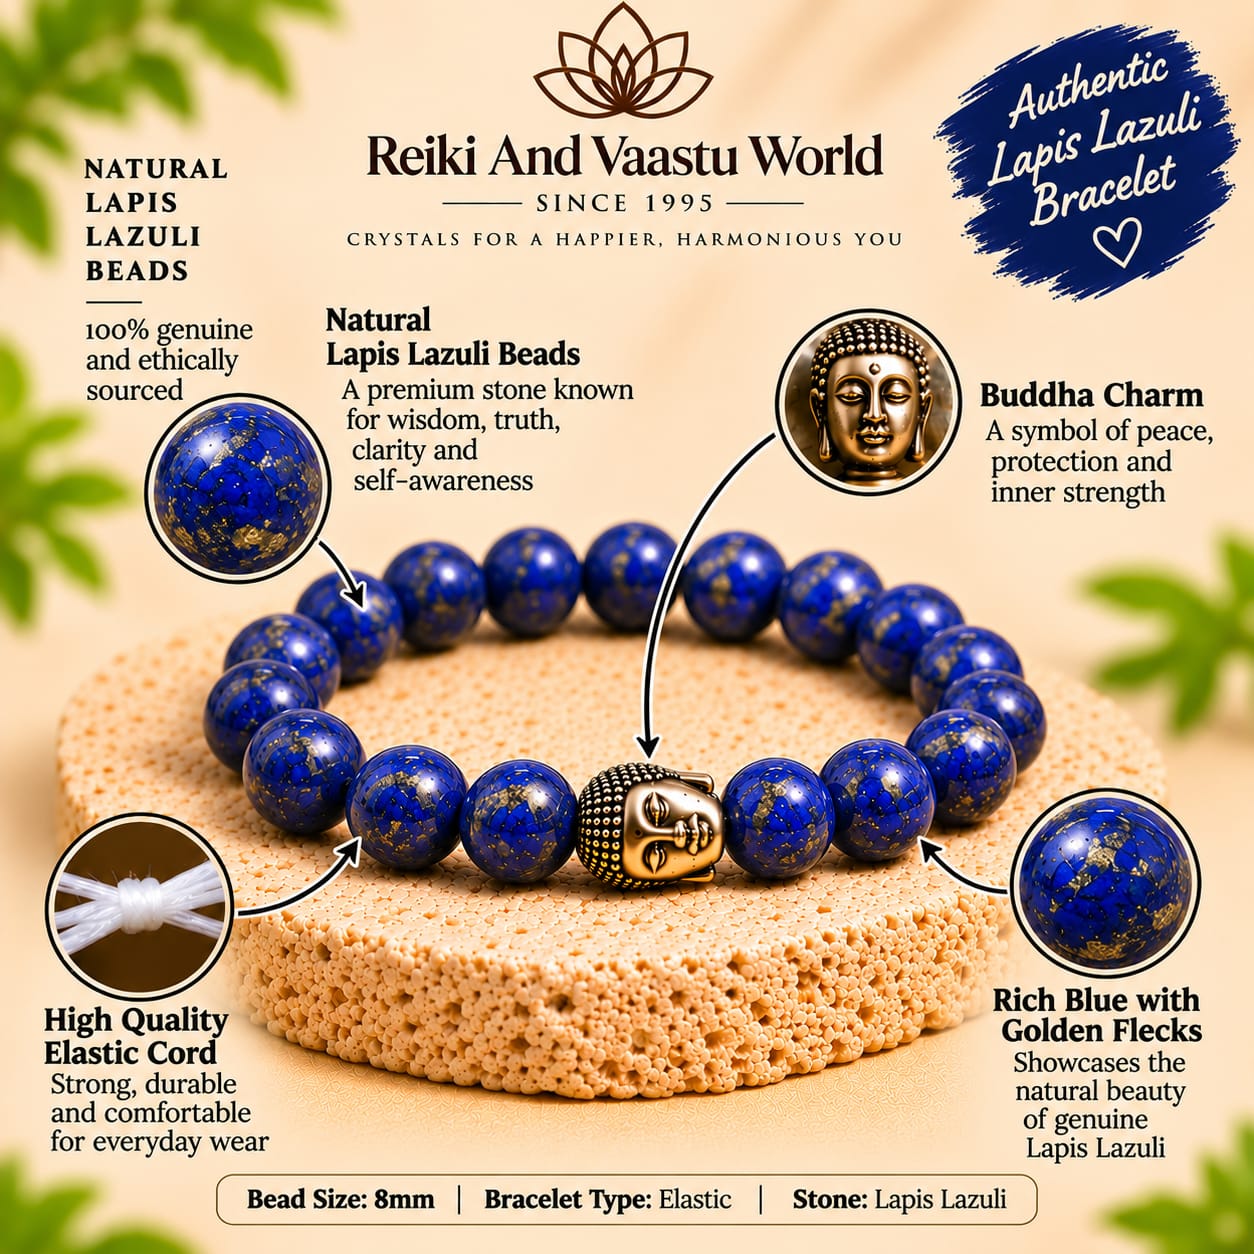 Reiki And Vaastu World
SINCE 1995
CRYSTALS FOR A HAPPIER, HARMONIOUS YOU
Authentic
Lapis Lazuli
Bracelet
NATURAL
LAPIS
LAZULI
BEADS
100% genuine
and ethically
sourced
Natural
Lapis Lazuli Beads
A premium stone known
for wisdom, truth,
clarity and
self-awareness
Buddha Charm
A symbol of peace,
protection and
inner strength
High Quality
Elastic Cord
Strong, durable
and comfortable
for everyday wear
Rich Blue with
Golden Flecks
Showcases the
natural beauty
of genuine
Lapis Lazuli
Bead Size: 8mm | Bracelet Type: Elastic | Stone: Lapis Lazuli